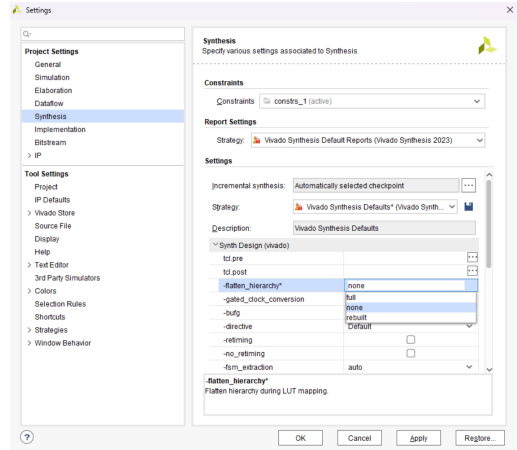 Settings
Q-
Project Settings
General
Simulation
Elaboration
Dataflow
Synthesis
Implementation
Bitstream
> IP
Tool Settings
Project
IP Defaults
> Vivado Store
Source File
Display
Help
> Text Editor
3rd Party Simulators
> Colors
Selection Rules
Shortcuts
> Strategies
> Window Behavior
Synthesis
Specify various settings associated to Synthesis
Constraints
Constraints constrs_1 (active)
Report Settings
Strategy: Vivado Synthesis Default Reports (Vivado Synthesis 2023)
Settings
Incremental synthesis: Automatically selected checkpoint ...
Strategy: Vivado Synthesis Defaults* (Vivado Synth...
Description: Vivado Synthesis Defaults
Synth Design (vivado)
tcl.pre ...
tcl.post ...
-flatten_hierarchy* none
-gated_clock_conversion full
none
-bufg rebuilt
-directive Default
-retiming
-no_retiming
-fsm_extraction auto
-flatten_hierarchy*
Flatten hierarchy during LUT mapping.
? OK Cancel Apply Restore...